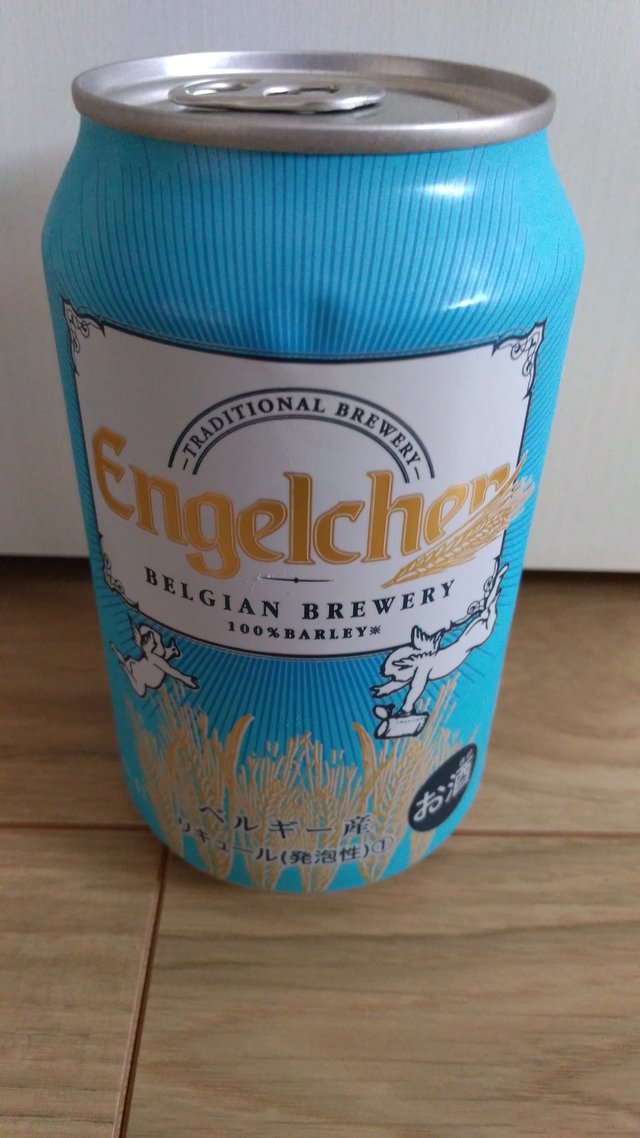 TRADITIONAL BREWERY
Engelchen
BELGIAN BREWERY
100%BARLEY※
お酒
ベルギー産
リキュール(発泡性)①